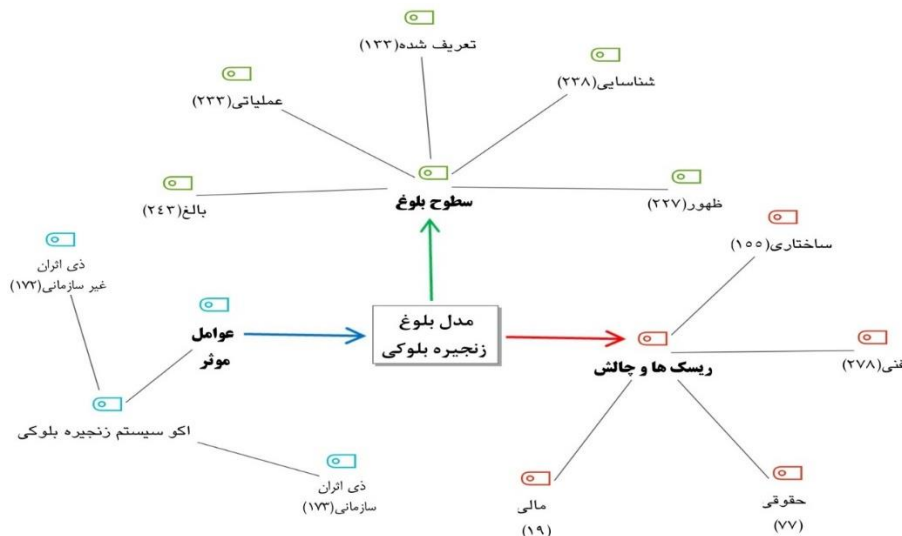 تعریف شده(۱۳۳)
شناسایی(۲۳۸)
عملیاتی(۲۳۳)
سطوح بلوغ
ظهور(۲۲۷)
بالغ(۲٤۳)
ساختاری(۱۵۵)
ذی اثران
غیر سازمانی(۱۷۲)
عوامل
موثر
مدل بلوغ
زنجیره بلوکی
ریسک ها و چالش
فنی(۲۷۸)
اکو سیستم زنجیره بلوکی
ذی اثران
سازمانی(۱۷۳)
مالی
(۱۹)
حقوقی
(۷۷)